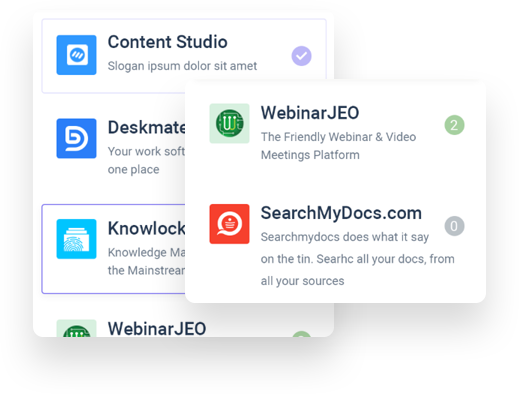 Content Studio
Slogan ipsum dolor sit amet
Deskmate
Your work soft
one place
Knowlock
Knowledge Ma
the Mainstrear
WebinarJEO
WebinarJEO
2
The Friendly Webinar & Video
Meetings Platform
SearchMyDocs.com
0
Searchmydocs does what it say
on the tin. Searhc all your docs, from
all your sources